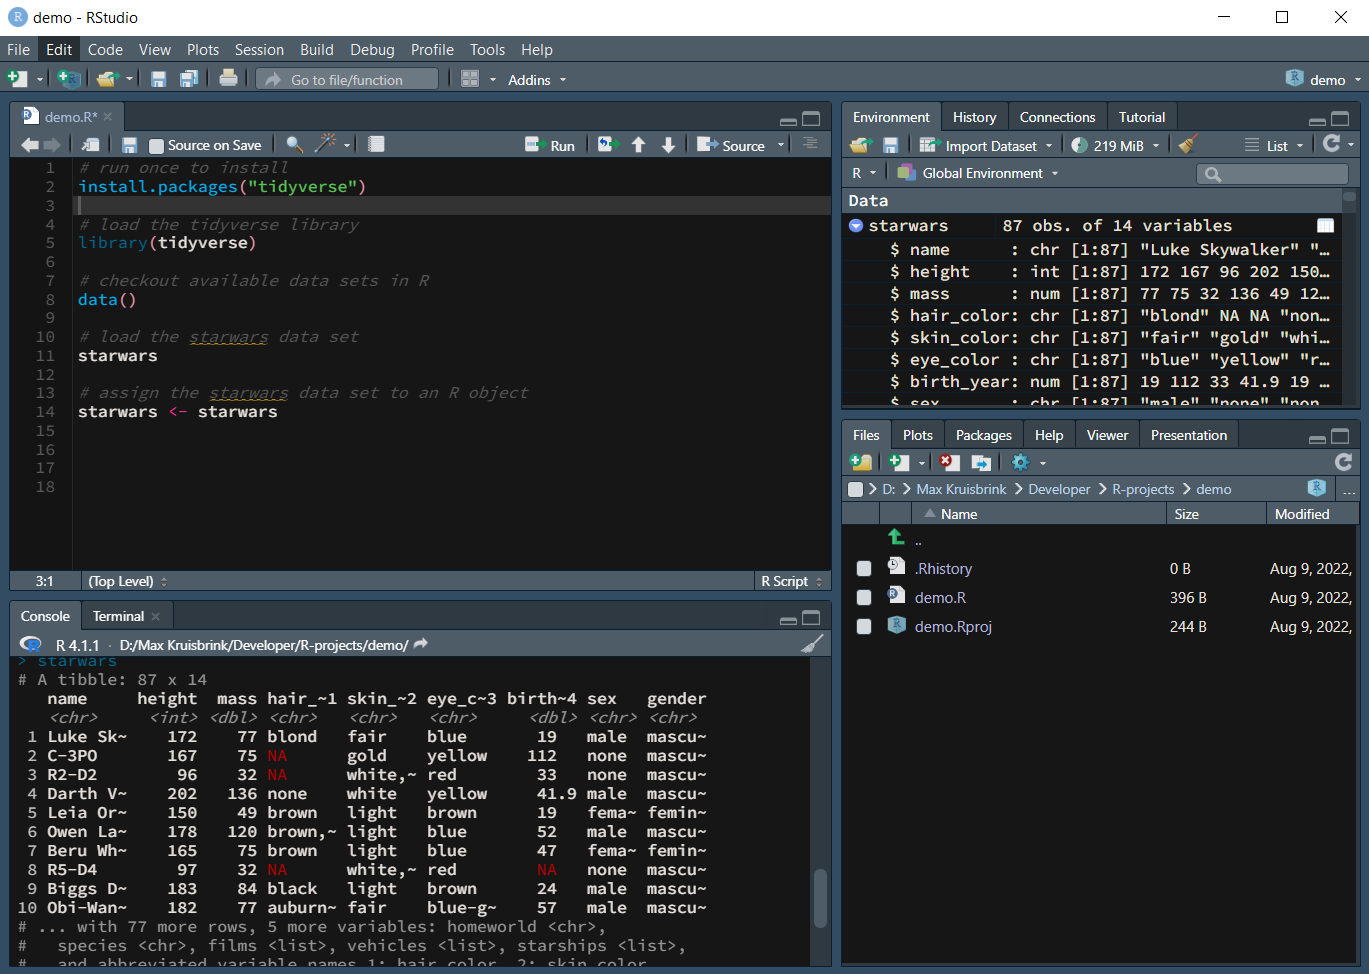 demo - RStudio
File Edit Code View Plots Session Build Debug Profile Tools Help
Go to file/function Addins demo
demo.R*
Source on Save Run Source
1 # run once to install
2 install.packages("tidyverse")
3
4 # load the tidyverse library
5 library(tidyverse)
6
7 # checkout available data sets in R
8 data()
9
10 # load the starwars data set
11 starwars
12
13 # assign the starwars data set to an R object
14 starwars <- starwars
15
16
17
18
3:1 (Top Level) R Script
Console Terminal
R 4.1.1 · D:/Max Kruisbrink/Developer/R-projects/demo/
> starwars
# A tibble: 87 x 14
name height mass hair_~1 skin_~2 eye_c~3 birth~4 sex gender
<chr> <int> <dbl> <chr> <chr> <chr> <dbl> <chr> <chr>
1 Luke Sk~ 172 77 blond fair blue 19 male mascu~
2 C-3PO 167 75 NA gold yellow 112 none mascu~
3 R2-D2 96 32 NA white,~ red 33 none mascu~
4 Darth V~ 202 136 none white yellow 41.9 male mascu~
5 Leia Or~ 150 49 brown light brown 19 fema~ femin~
6 Owen La~ 178 120 brown,~ light blue 52 male mascu~
7 Beru Wh~ 165 75 brown light blue 47 fema~ femin~
8 R5-D4 97 32 NA white,~ red NA none mascu~
9 Biggs D~ 183 84 black light brown 24 male mascu~
10 Obi-Wan~ 182 77 auburn~ fair blue-g~ 57 male mascu~
# ... with 77 more rows, 5 more variables: homeworld <chr>,
# species <chr>, films <list>, vehicles <list>, starships <list>,
# and abbreviated variable names 1: hair_color, 2: skin_color,
Environment History Connections Tutorial
Import Dataset 219 MiB List
R Global Environment
Data
starwars 87 obs. of 14 variables
$ name : chr [1:87] "Luke Skywalker" "…
$ height : int [1:87] 172 167 96 202 150…
$ mass : num [1:87] 77 75 32 136 49 12…
$ hair_color: chr [1:87] "blond" NA NA "non…
$ skin_color: chr [1:87] "fair" "gold" "whi…
$ eye_color : chr [1:87] "blue" "yellow" "r…
$ birth_year: num [1:87] 19 112 33 41.9 19 …
$ sex : chr [1:87] "male" "none" "non…
Files Plots Packages Help Viewer Presentation
D: > Max Kruisbrink > Developer > R-projects > demo ...
Name Size Modified
..
.Rhistory 0 B Aug 9, 2022,
demo.R 396 B Aug 9, 2022,
demo.Rproj 244 B Aug 9, 2022,